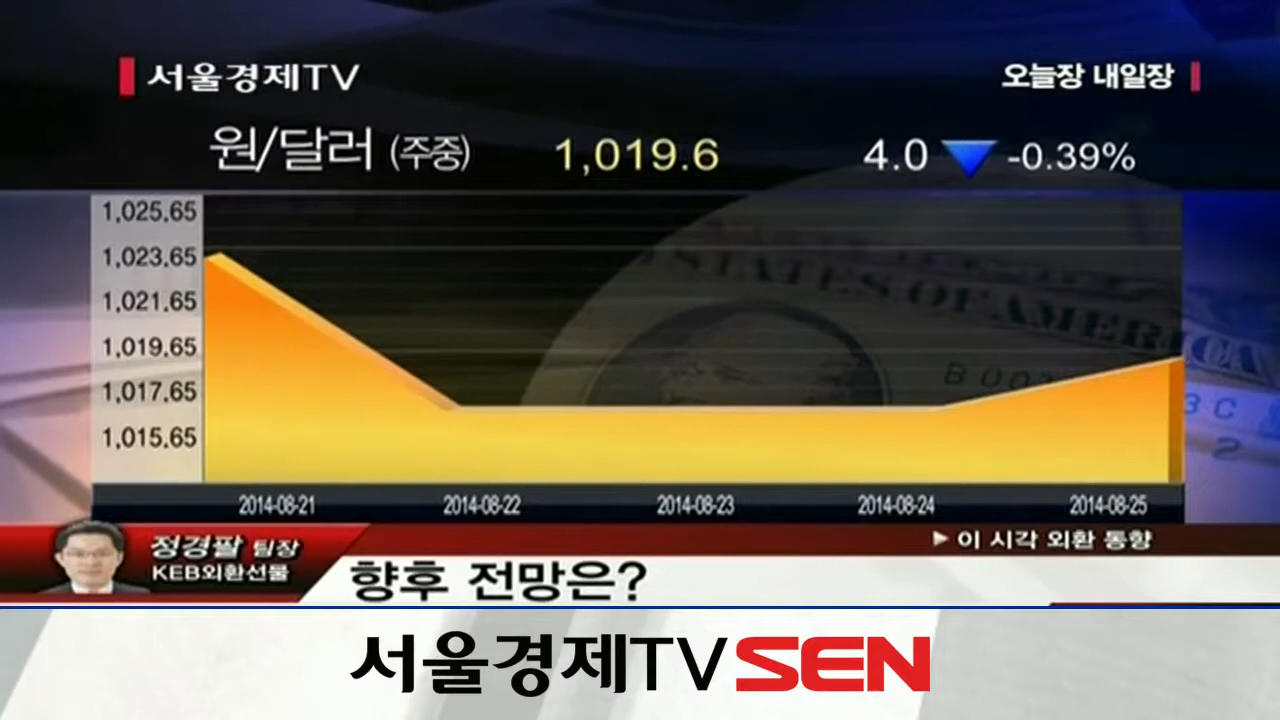 서울경제TV
오늘장 내일장
원/달러 (주중) 1,019.6 4.0 ▼ -0.39%
1,025.65
1,023.65
1,021.65
1,019.65
1,017.65
1,015.65
STATES OF AMERICA
2014-08-21 2014-08-22 2014-08-23 2014-08-24 2014-08-25
▶ 이 시각 외환 동향
정경팔 팀장
KEB외환선물
향후 전망은?
서울경제TV SEN